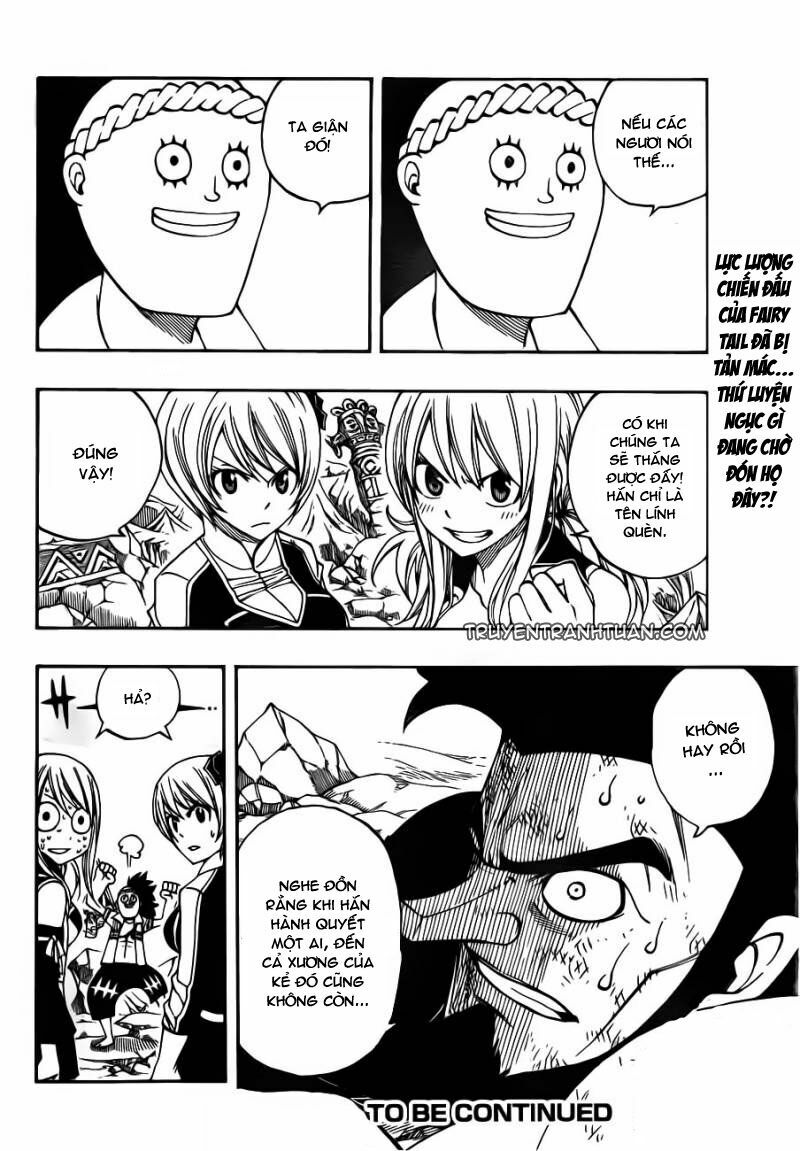 NẾU CÁC
NGƯƠI NÓI
THẾ...
TA GIẬN
ĐÓ!
LỰC LƯỢNG
CHIẾN ĐẤU
CỦA FAIRY
TAIL ĐÃ BỊ
TẢN MÁC...
THỨ LUYỆN
NGỤC GÌ
ĐANG CHỜ
ĐÓN HỌ
ĐÂY?!
CÓ KHI
CHÚNG TA
SẼ THẮNG
ĐƯỢC ĐẤY!
HẮN CHỈ LÀ
TÊN LÍNH
QUÈN.
ĐÚNG
VẬY!
TRUYENTRANHTUAN.COM
KHÔNG
HAY RỒI
...
NGHE ĐỒN
RẰNG KHI HẮN
HÀNH QUYẾT
MỘT AI, ĐẾN
CẢ XƯƠNG CỦA
KẺ ĐÓ CŨNG
KHÔNG CÒN...
HẢ?
TO BE CONTINUED